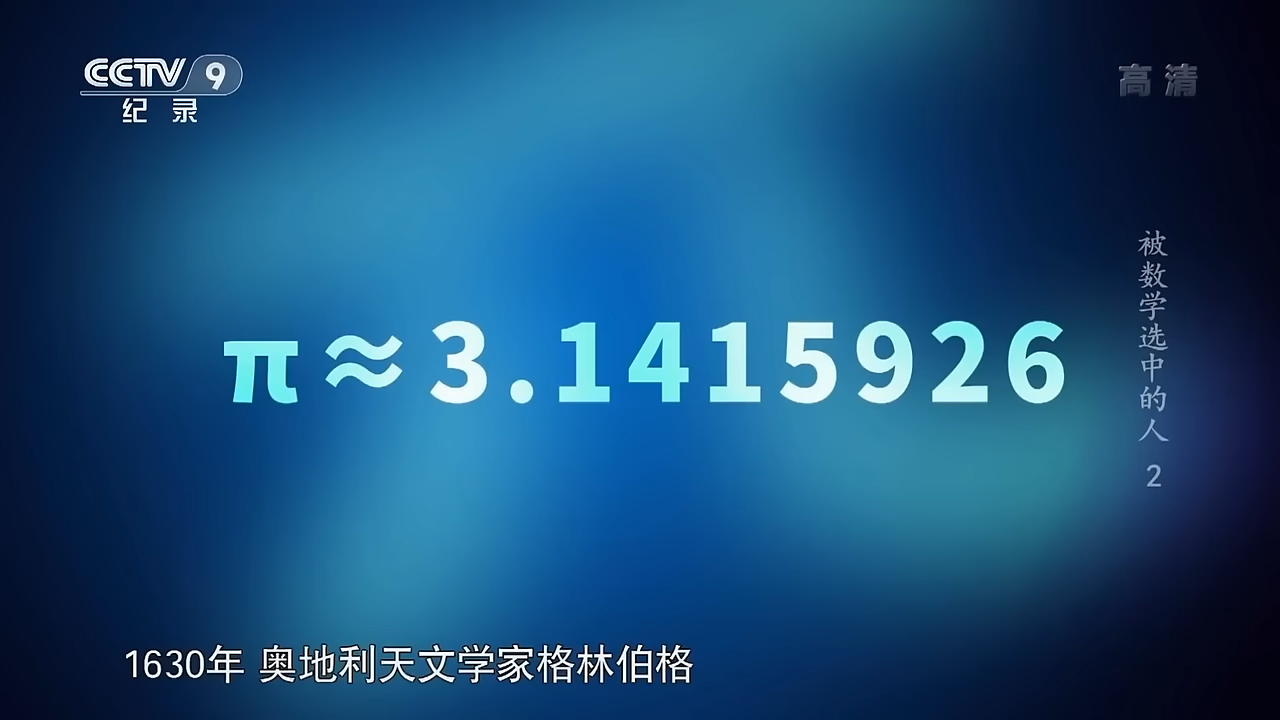 CCTV 9
纪录
高清
π≈3.1415926
被数学选中的人 2
1630年 奥地利天文学家格林伯格